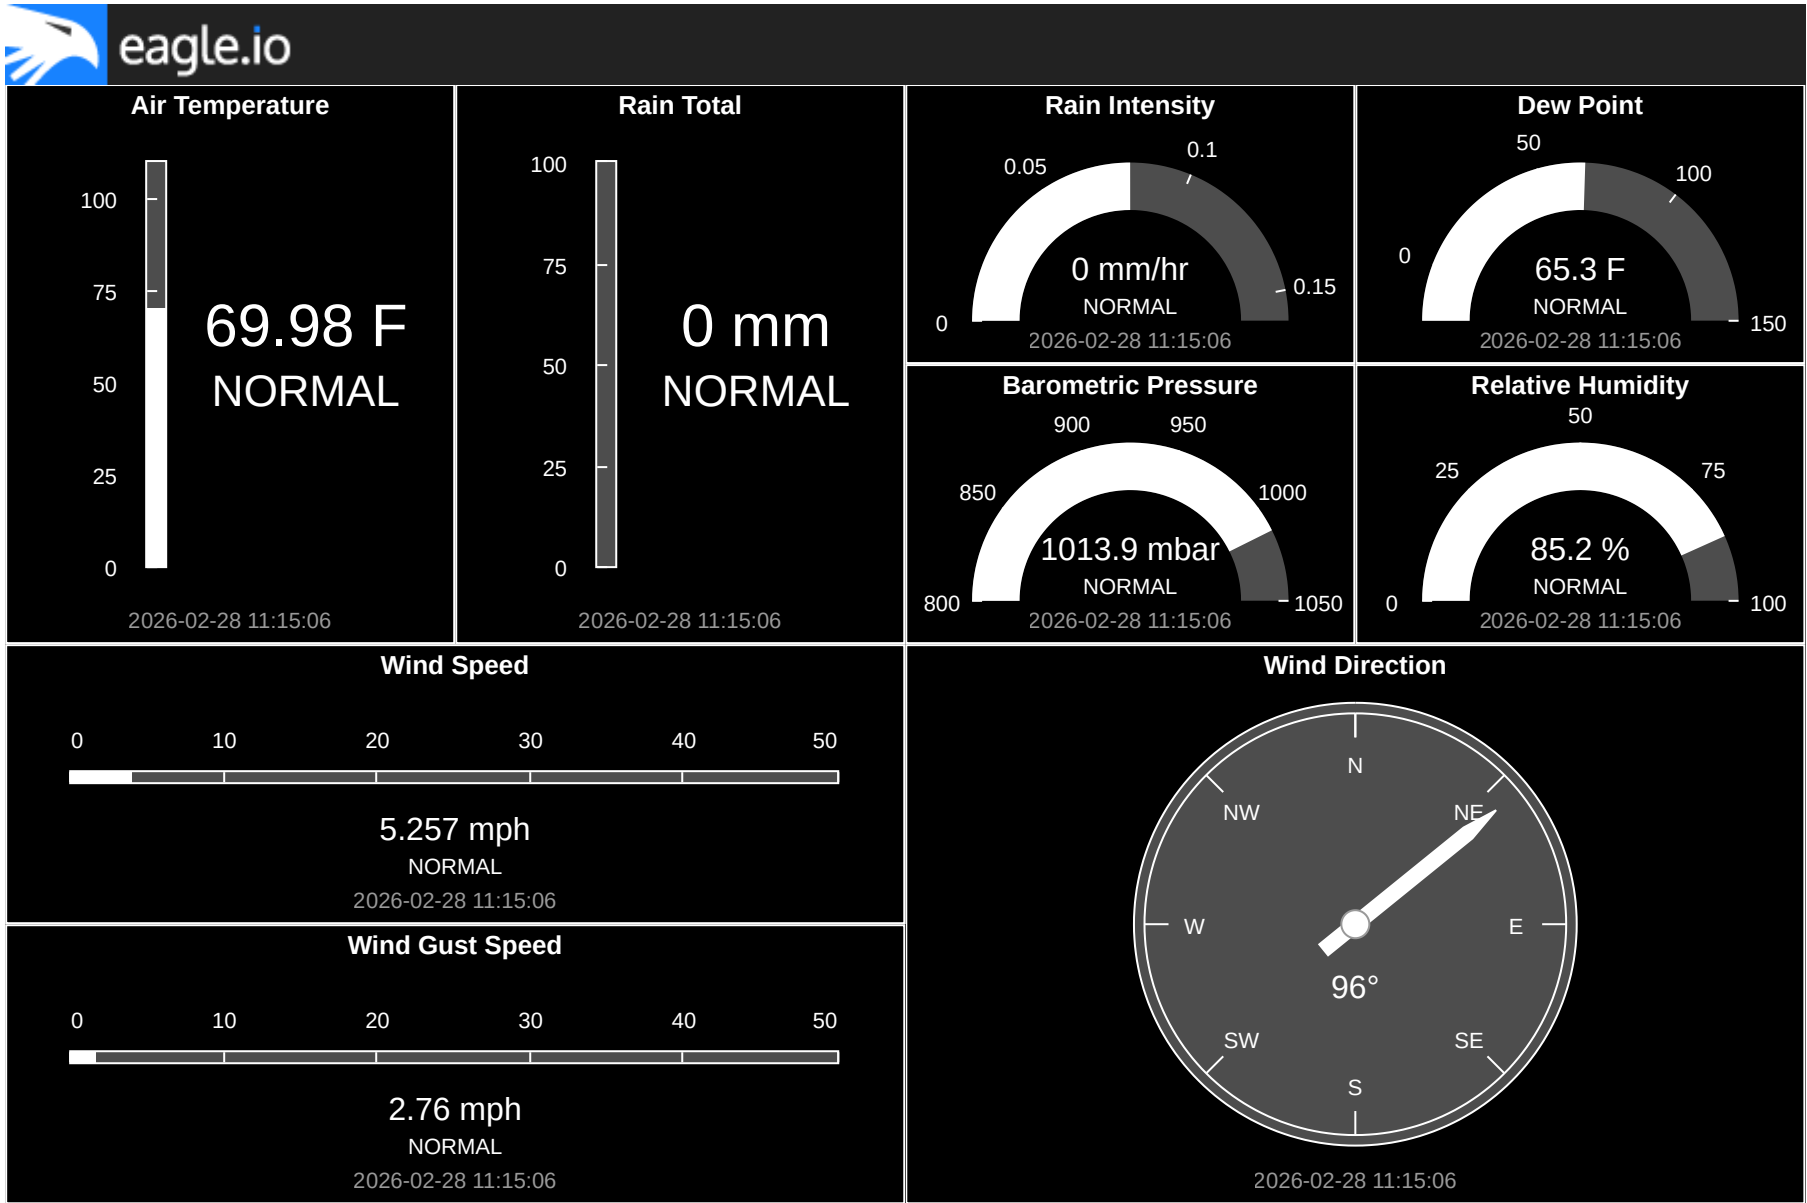 eagle.io
Air Temperature
100
75
50
25
0
69.98 F
NORMAL
2026-02-28 11:15:06
Rain Total
100
75
50
25
0
0 mm
NORMAL
2026-02-28 11:15:06
Rain Intensity
0
0.05
0.1
0.15
0 mm/hr
NORMAL
2026-02-28 11:15:06
Dew Point
0
50
100
150
65.3 F
NORMAL
2026-02-28 11:15:06
Barometric Pressure
800
850
900
950
1000
1050
1013.9 mbar
NORMAL
2026-02-28 11:15:06
Relative Humidity
0
25
50
75
100
85.2 %
NORMAL
2026-02-28 11:15:06
Wind Speed
0 10 20 30 40 50
5.257 mph
NORMAL
2026-02-28 11:15:06
Wind Gust Speed
0 10 20 30 40 50
2.76 mph
NORMAL
2026-02-28 11:15:06
Wind Direction
N
NW NE
W E
96°
SW SE
S
2026-02-28 11:15:06